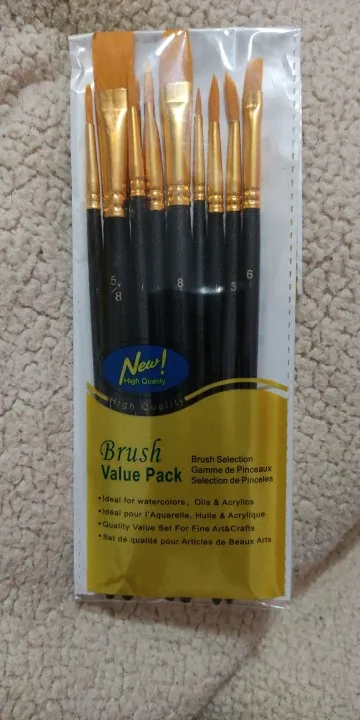 5/8
8
3
6
New!
High Quality
High Quality
Brush
Value Pack
Brush Selection
Gamme de Pinceaux
Selection de Pinceles
•Ideal for watercolors, Oils & Acrylics
•Idéal pour l'Aquarelle, Huile & Acrylique
•Quality Value Set For Fine Art&Crafts
•Set de qualité pour Articles de Beaux Arts